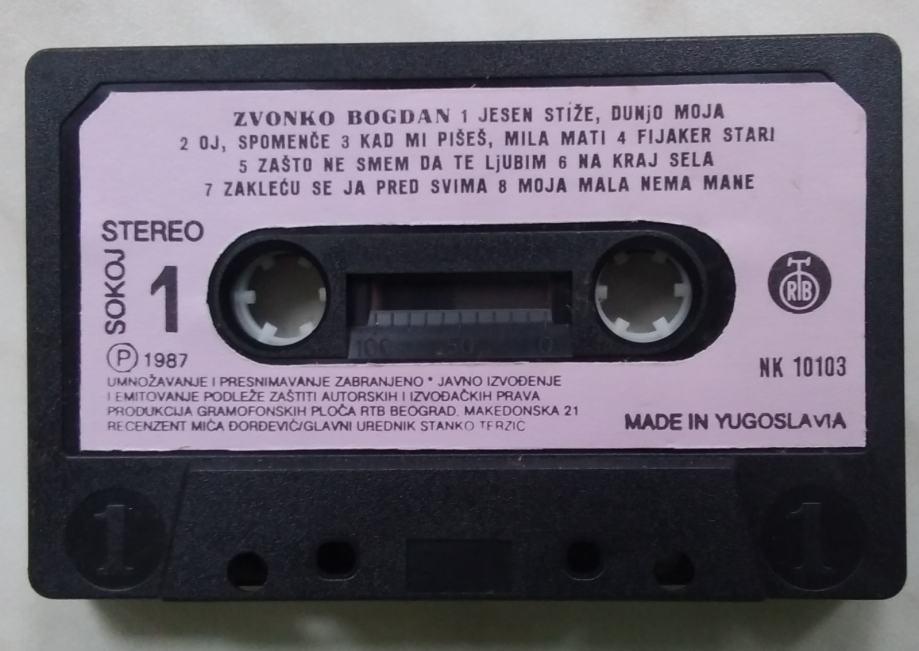 ZVONKO BOGDAN 1 JESEN STIŽE, DUNjO MOJA
2 OJ, SPOMENČE 3 KAD MI PIŠEŠ, MILA MATI 4 FIJAKER STARI
5 ZAŠTO NE SMEM DA TE LjUBIM 6 NA KRAJ SELA
7 ZAKLEĆU SE JA PRED SVIMA 8 MOJA MALA NEMA MANE
STEREO
SOKOJ
1
RTB
100 50 0
Ⓟ 1987
NK 10103
UMNOŽAVANJE I PRESNIMAVANJE ZABRANJENO * JAVNO IZVOĐENJE
I EMITOVANJE PODLEŽE ZAŠTITI AUTORSKIH I IZVOĐAČKIH PRAVA
PRODUKCIJA GRAMOFONSKIH PLOČA RTB BEOGRAD, MAKEDONSKA 21
RECENZENT MIĆA ĐORĐEVIĆ/GLAVNI UREDNIK STANKO TERZIĆ
MADE IN YUGOSLAVIA
1 1